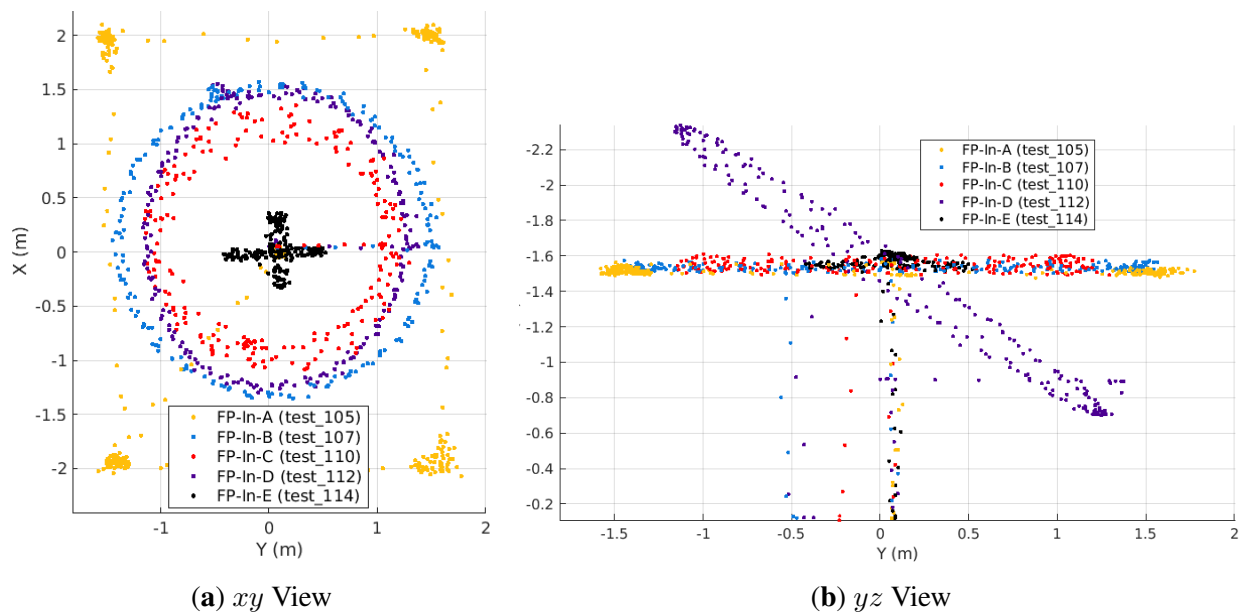 2
1.5
1
0.5
0
-0.5
-1
-1.5
-2
X (m)
-1
0
1
2
Y (m)
FP-In-A (test_105)
FP-In-B (test_107)
FP-In-C (test_110)
FP-In-D (test_112)
FP-In-E (test_114)
(a) xy View
-2.2
-2
-1.8
-1.6
-1.4
-1.2
-1
-0.8
-0.6
-0.4
-0.2
-1.5
-1
-0.5
0
0.5
1
1.5
2
Y (m)
FP-In-A (test_105)
FP-In-B (test_107)
FP-In-C (test_110)
FP-In-D (test_112)
FP-In-E (test_114)
(b) yz View